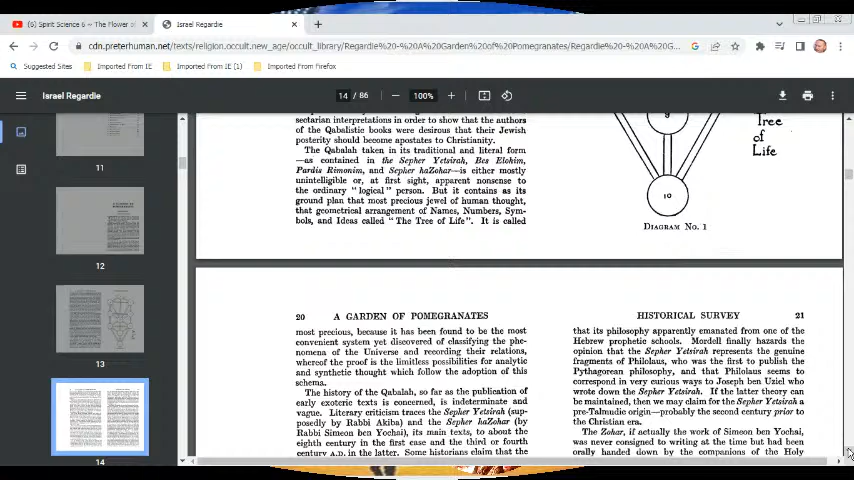 (6) Spirit Science 6 ~ The Flower o
Israel Regardie
cdn.preterhuman.net/texts/religion.occult.new_age/occult_library/Regardie%20-%20A%20Garden%20of%20Pomegranates/Regardie%20-%20A%20G...
Suggested Sites
Imported From IE
Imported From IE (1)
Imported From Firefox
Israel Regardie
14 / 86
100%
11
12
13
14
sectarian interpretations in order to show that the authors
of the Qabalistic books were desirous that their Jewish
posterity should become apostates to Christianity.
The Qabalah taken in its traditional and literal form
—as contained in the Sepher Yetsirah, Bes Elohim,
Pardis Rimonim, and Sepher haZohar—is either mostly
unintelligible or, at first sight, apparent nonsense to
the ordinary "logical" person. But it contains as its
ground plan that most precious jewel of human thought,
that geometrical arrangement of Names, Numbers, Sym-
bols, and Ideas called "The Tree of Life". It is called
9
10
Tree
of
Life
Diagram No. 1
20 A GARDEN OF POMEGRANATES
most precious, because it has been found to be the most
convenient system yet discovered of classifying the phe-
nomena of the Universe and recording their relations,
whereof the proof is the limitless possibilities for analytic
and synthetic thought which follow the adoption of this
schema.
The history of the Qabalah, so far as the publication of
early exoteric texts is concerned, is indeterminate and
vague. Literary criticism traces the Sepher Yetsirah (sup-
posedly by Rabbi Akiba) and the Sepher haZohar (by
Rabbi Simeon ben Yochai), its main texts, to about the
eighth century in the first case and the third or fourth
century A.D. in the latter. Some historians claim that the
HISTORICAL SURVEY 21
that its philosophy apparently emanated from one of the
Hebrew prophetic schools. Mordell finally hazards the
opinion that the Sepher Yetsirah represents the genuine
fragments of Philolaus, who was the first to publish the
Pythagorean philosophy, and that Philolaus seems to
correspond in very curious ways to Joseph ben Uziel who
wrote down the Sepher Yetsirah. If the latter theory can
be maintained, then we may claim for the Sepher Yetsirah a
pre-Talmudic origin—probably the second century prior to
the Christian era.
The Zohar, if actually the work of Simeon ben Yochai,
was never consigned to writing at the time but had been
orally handed down by the companions of the Holy